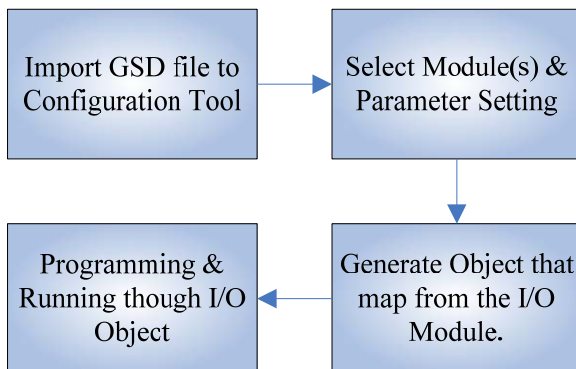 Import GSD file to
Configuration Tool
Select Module(s) &
Parameter Setting
Generate Object that
map from the I/O
Module.
Programming &
Running though I/O
Object